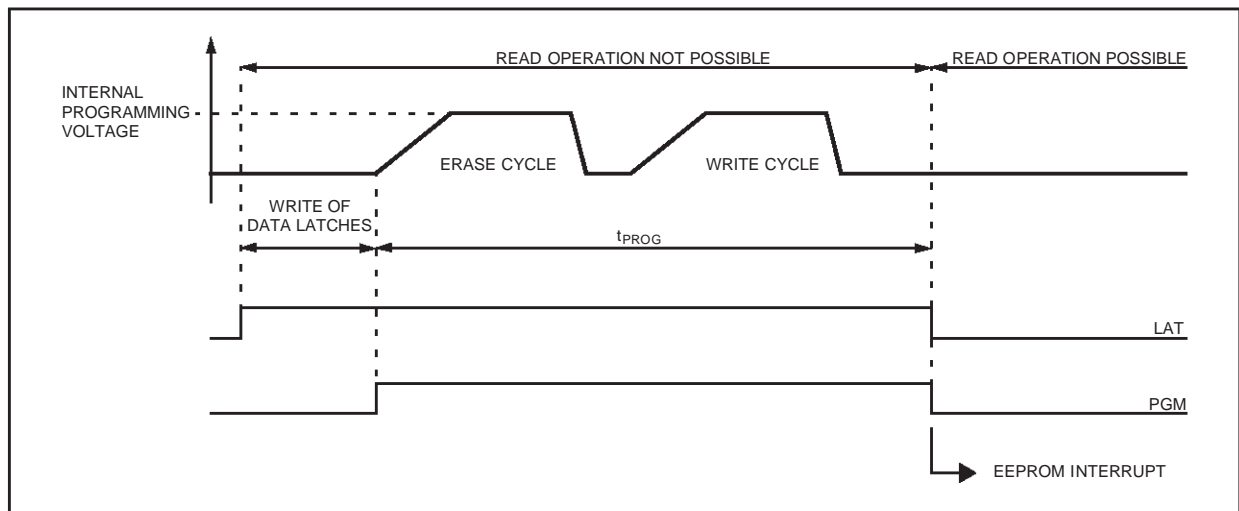 READ OPERATION NOT POSSIBLE
READ OPERATION POSSIBLE
INTERNAL
PROGRAMMING
VOLTAGE
ERASE CYCLE
WRITE CYCLE
WRITE OF
DATA LATCHES
tPROG
LAT
PGM
EEPROM INTERRUPT